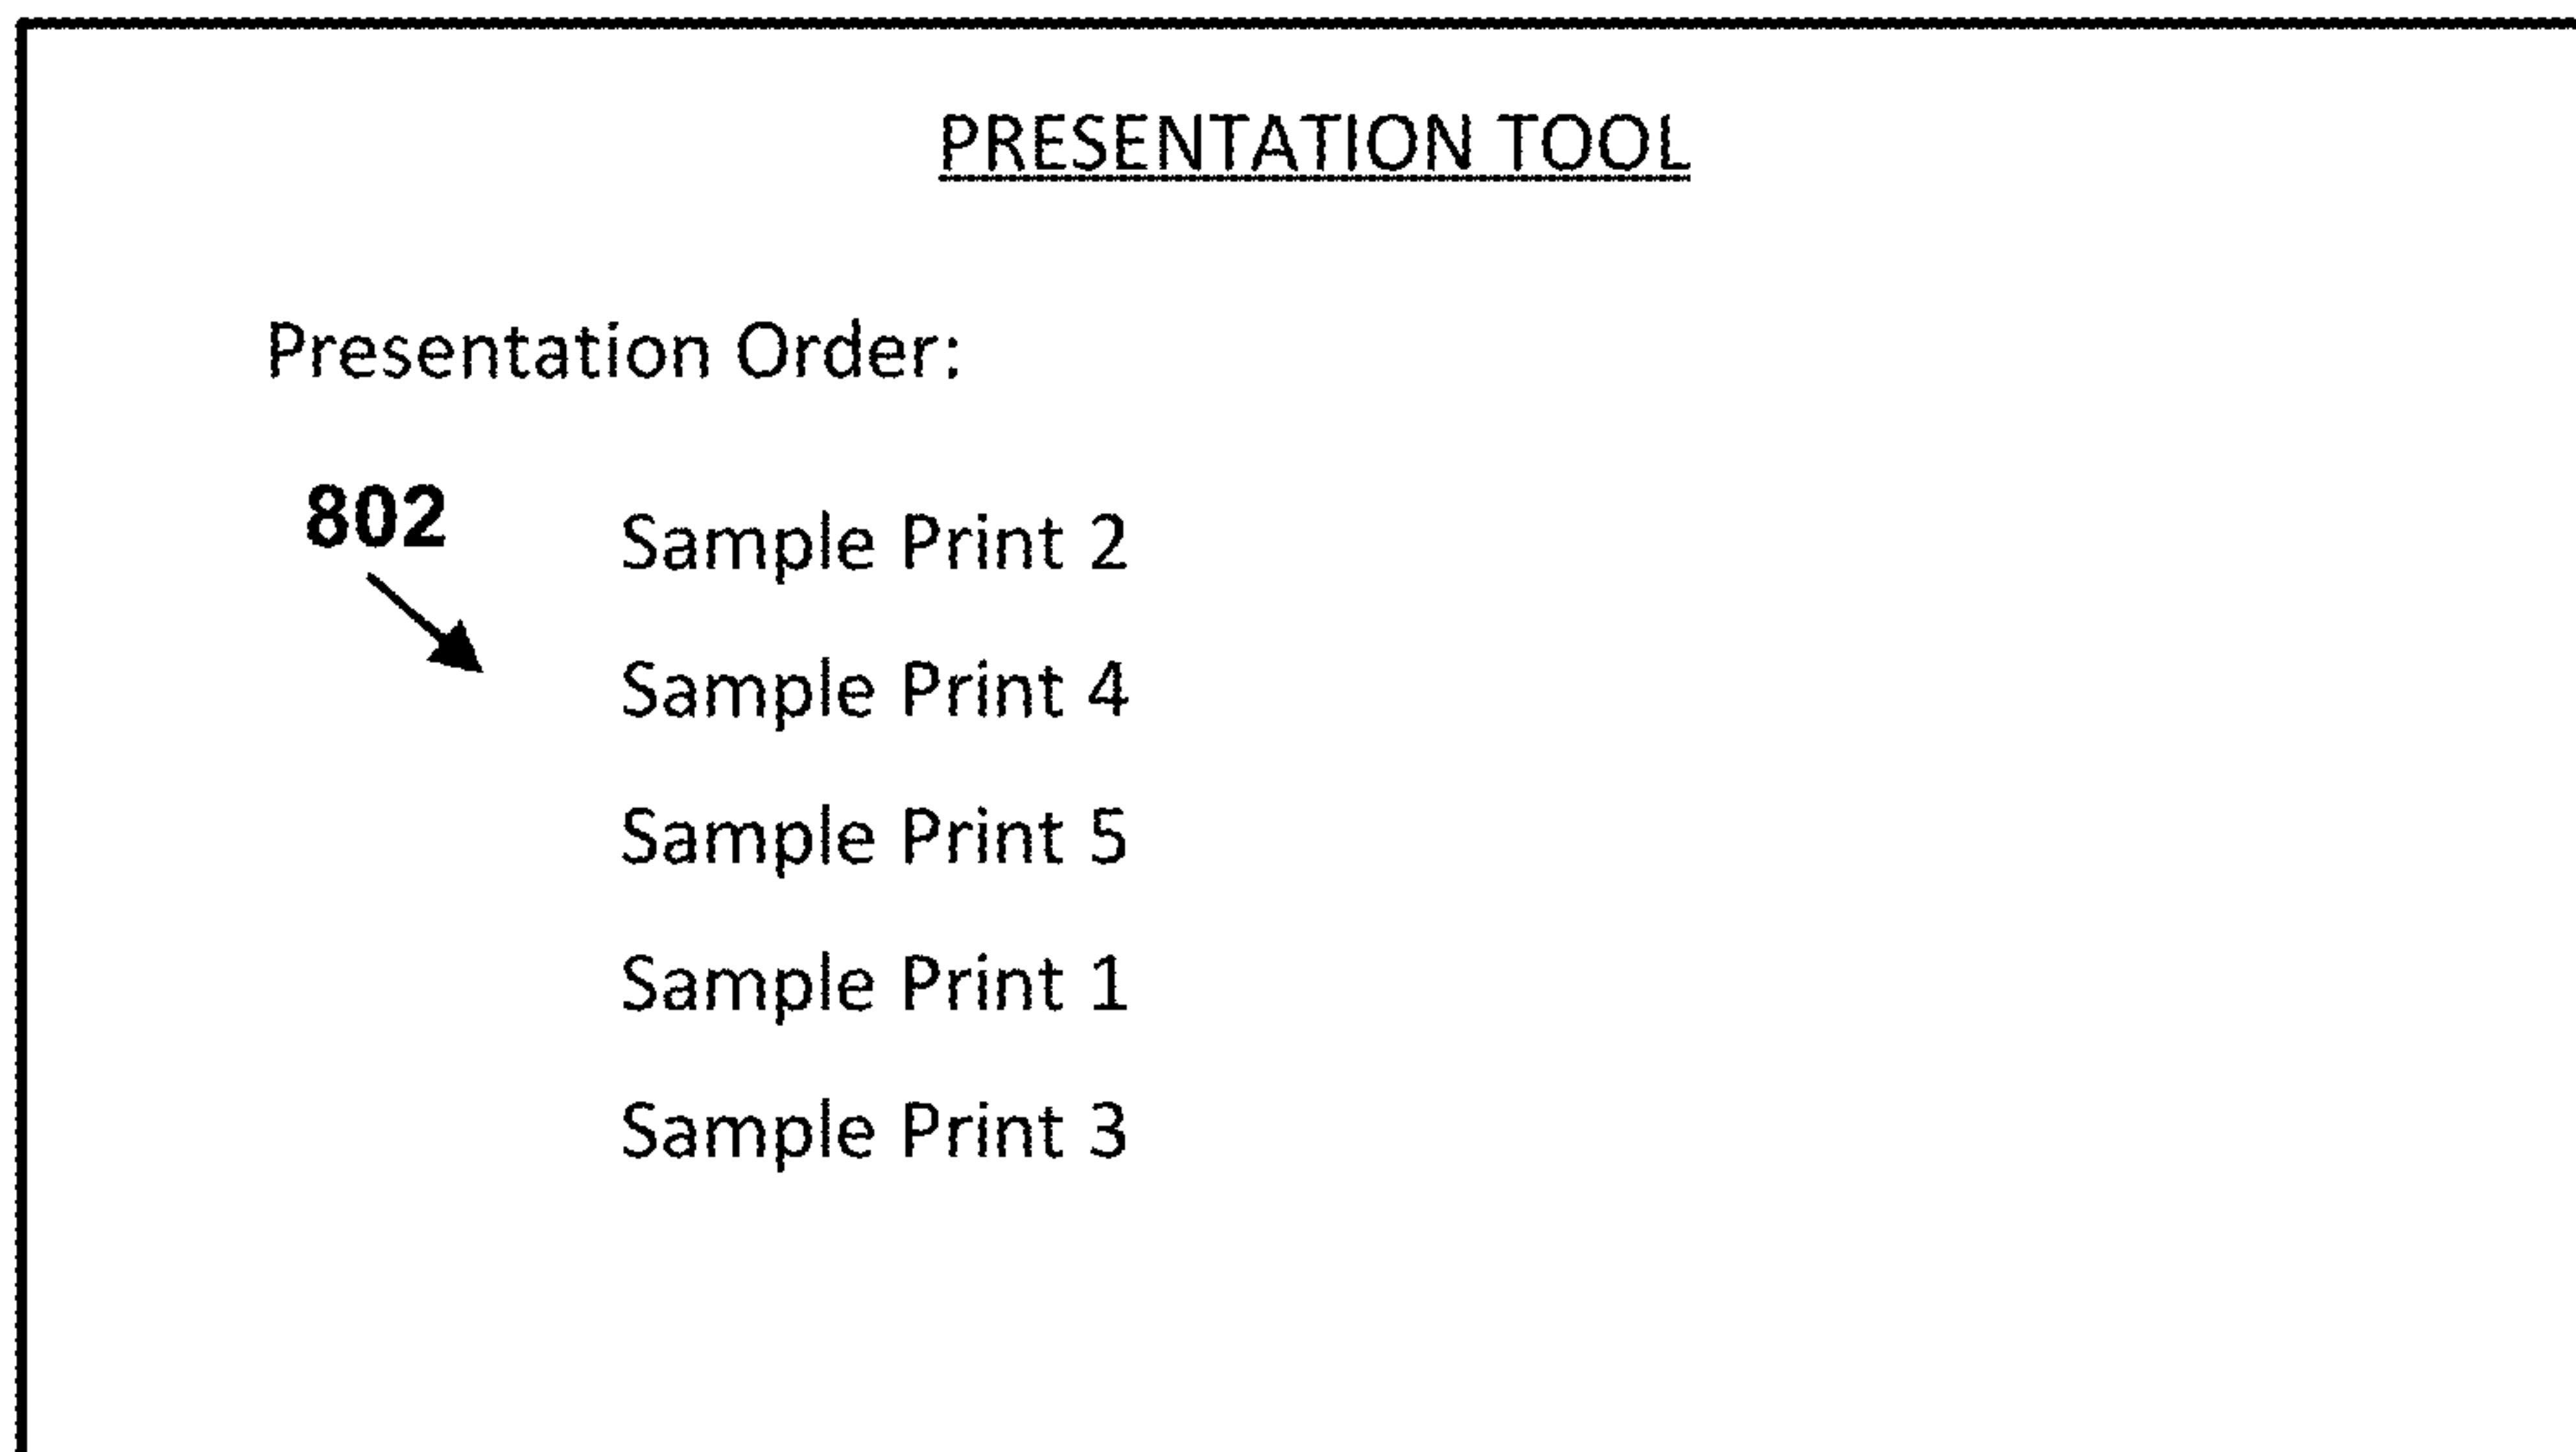 PRESENTATION TOOL
Presentation Order:
802
Sample Print 2
Sample Print 4
Sample Print 5
Sample Print 1
Sample Print 3